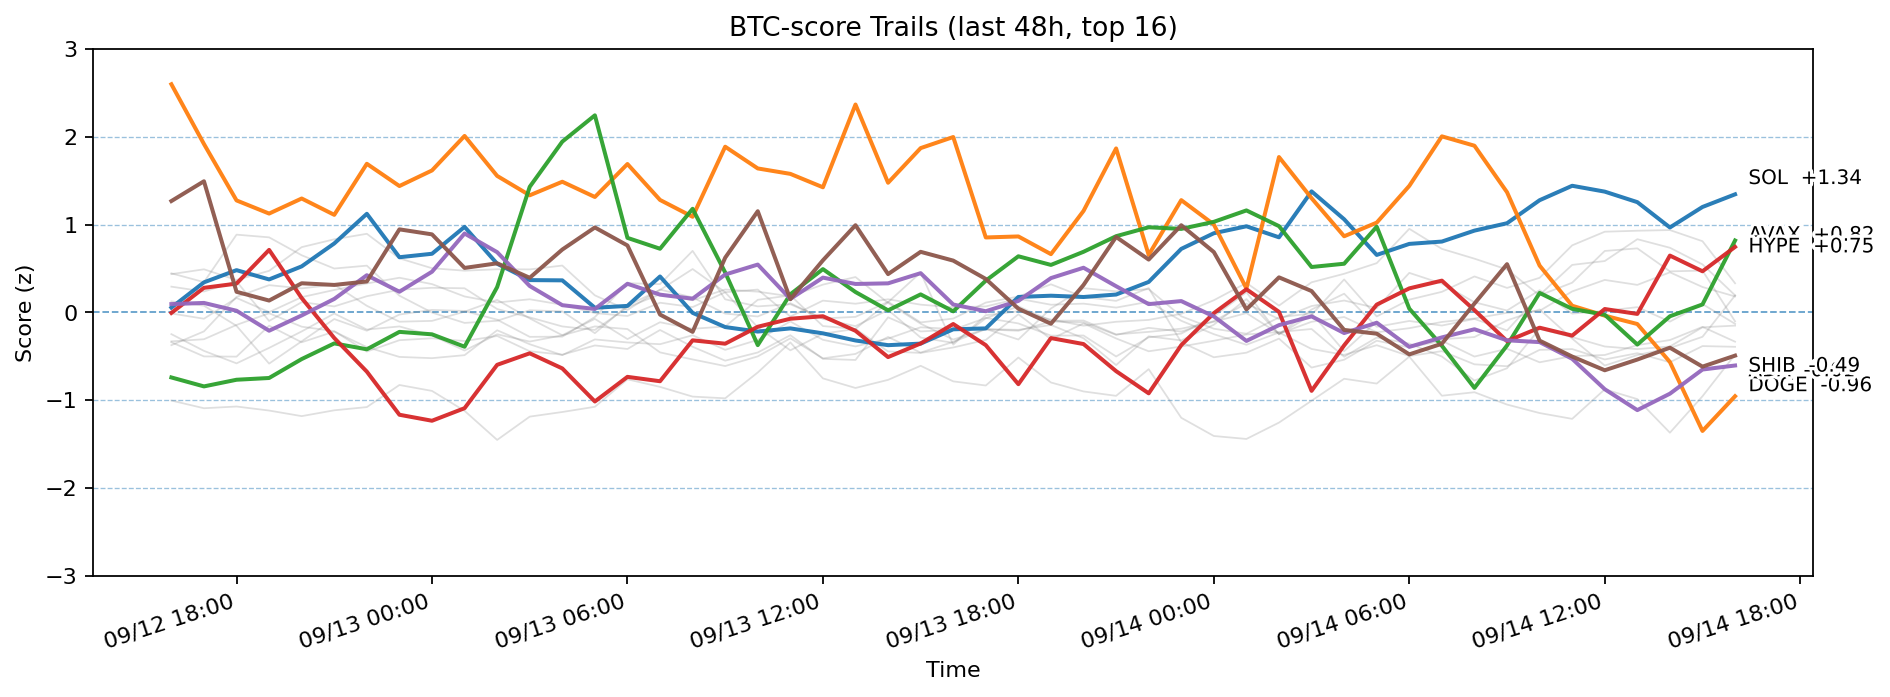 BTC-score Trails (last 48h, top 16)
3
2
1
0
−1
−2
−3
Score (z)
SOL +1.34
AVAX +0.82
HYPE +0.75
SHIB -0.49
DOGE -0.96
09/12 18:00
09/13 00:00
09/13 06:00
09/13 12:00
09/13 18:00
09/14 00:00
09/14 06:00
09/14 12:00
09/14 18:00
Time